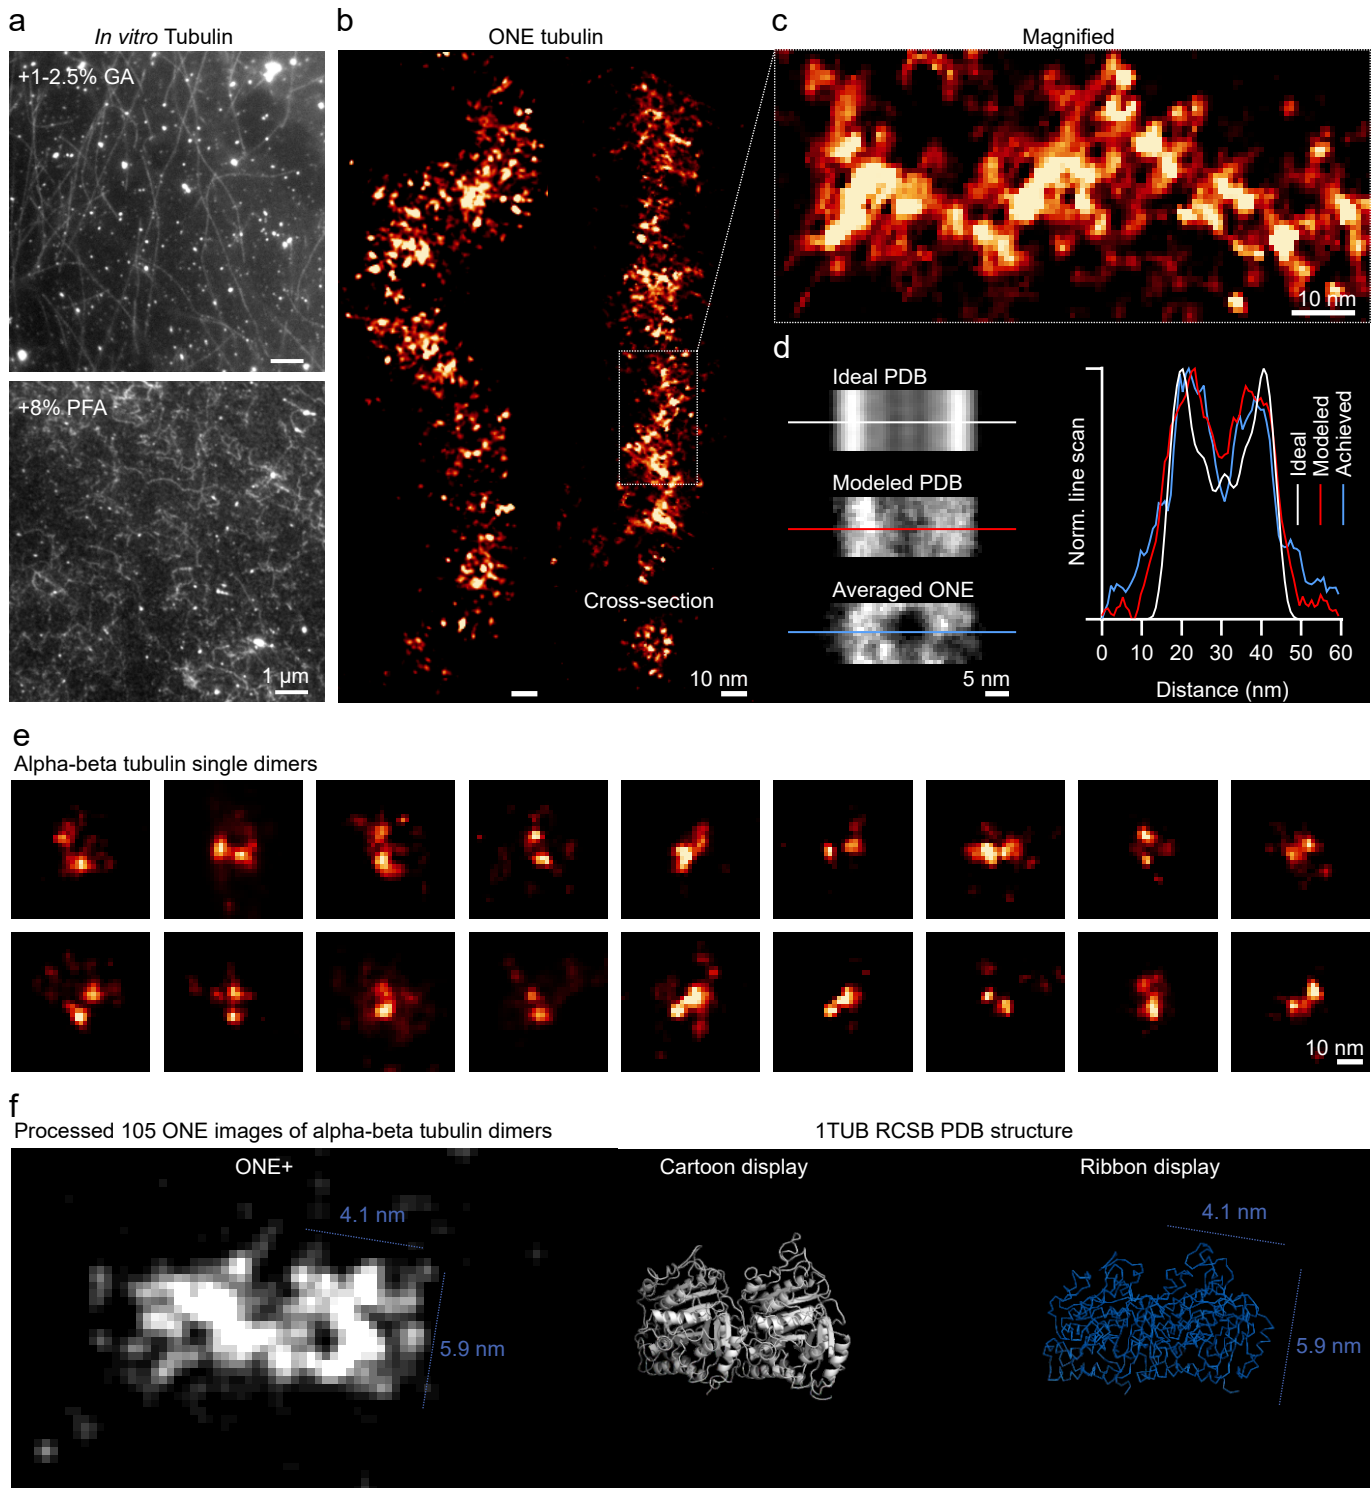 a
In vitro Tubulin
+1-2.5% GA
+8% PFA
1 µm
b
ONE tubulin
Cross-section
10 nm
c
Magnified
10 nm
d
Ideal PDB
Modeled PDB
Averaged ONE
5 nm
Norm. line scan
Ideal
Modeled
Achieved
0 10 20 30 40 50 60
Distance (nm)
e
Alpha-beta tubulin single dimers
10 nm
f
Processed 105 ONE images of alpha-beta tubulin dimers
1TUB RCSB PDB structure
ONE+
Cartoon display
Ribbon display
4.1 nm
5.9 nm
4.1 nm
5.9 nm